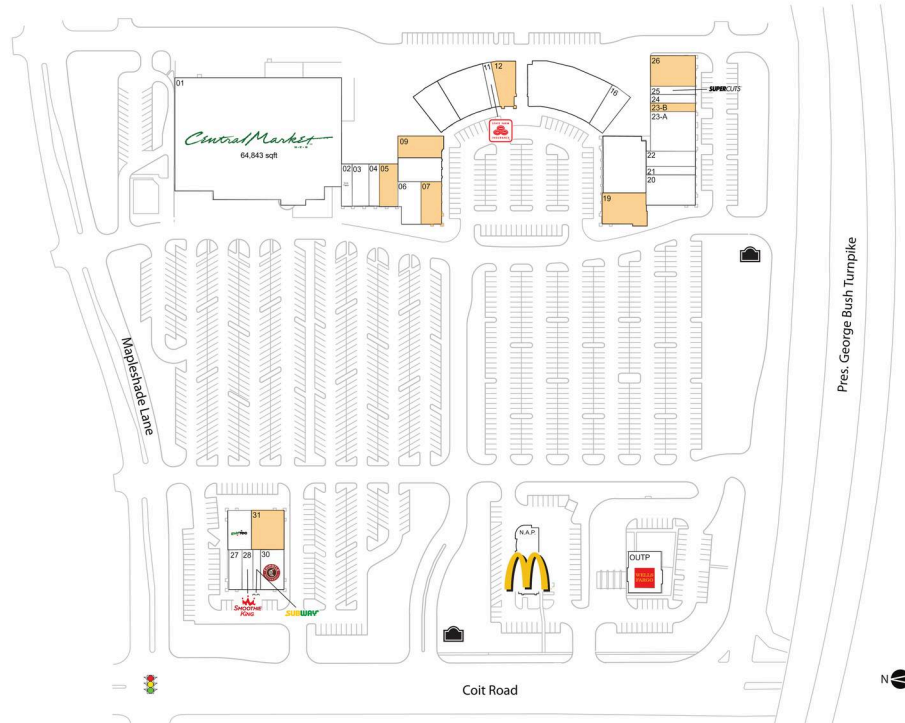 01
Central Market
H-E-B
64,843 sqft
02
03
04
05
06
07
09
11
12
16
19
20
21
22
23-A
23-B
24
25
26
SUPERCUTS
Mapleshade Lane
Pres. George Bush Turnpike
31
27
28
30
SMOOTHIE
KING
SUBWAY
N.A.P.
OUTP
WELLS
FARGO
Coit Road
N